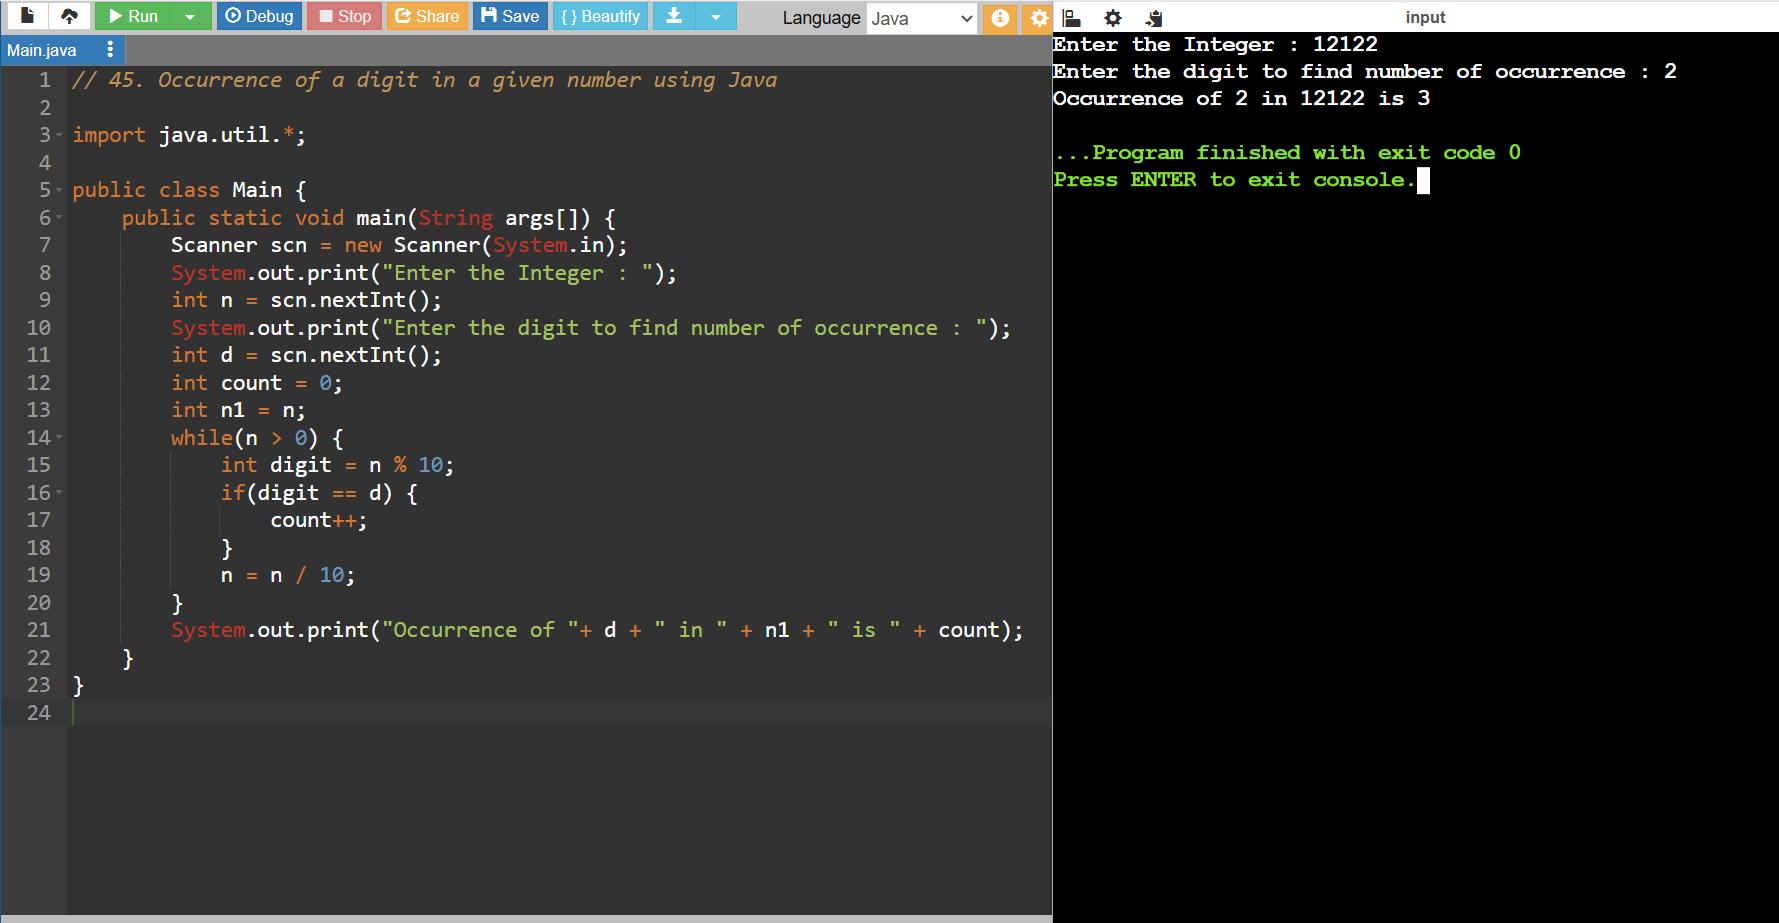 Run Debug Stop Share Save { } Beautify Language Java
Main.java
1 // 45. Occurrence of a digit in a given number using Java
2
3 import java.util.*;
4
5 public class Main {
6     public static void main(String args[]) {
7         Scanner scn = new Scanner(System.in);
8         System.out.print("Enter the Integer : ");
9         int n = scn.nextInt();
10         System.out.print("Enter the digit to find number of occurrence : ");
11         int d = scn.nextInt();
12         int count = 0;
13         int n1 = n;
14         while(n > 0) {
15             int digit = n % 10;
16             if(digit == d) {
17                 count++;
18             }
19             n = n / 10;
20         }
21         System.out.print("Occurrence of "+ d + " in " + n1 + " is " + count);
22     }
23 }
24
input
Enter the Integer : 12122
Enter the digit to find number of occurrence : 2
Occurrence of 2 in 12122 is 3
...Program finished with exit code 0
Press ENTER to exit console.